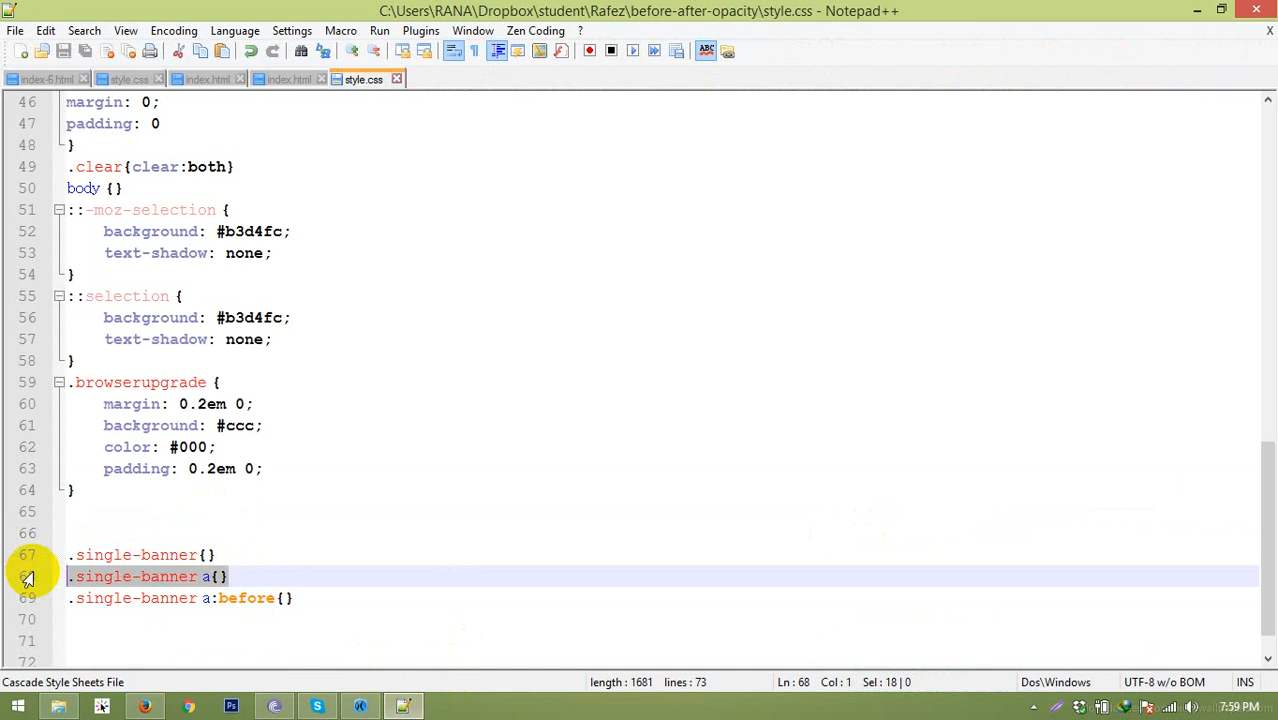 C:\Users\RANA\Dropbox\student\Rafez\before-after-opacity\style.css - Notepad++
File Edit Search View Encoding Language Settings Macro Run Plugins Window Zen Coding ? X
index-6.html style.css index.html index.html style.css
46 margin: 0;
47 padding: 0
48 }
49 .clear{clear:both}
50 body {}
51 ::-moz-selection {
52 background: #b3d4fc;
53 text-shadow: none;
54 }
55 ::selection {
56 background: #b3d4fc;
57 text-shadow: none;
58 }
59 .browserupgrade {
60 margin: 0.2em 0;
61 background: #ccc;
62 color: #000;
63 padding: 0.2em 0;
64 }
65
66
67 .single-banner{}
.single-banner a{}
69 .single-banner a:before{}
70
71
72
Cascade Style Sheets File length : 1681 lines : 73 Ln : 68 Col : 1 Sel : 18 | 0 Dos\Windows UTF-8 w/o BOM INS
7:59 PM